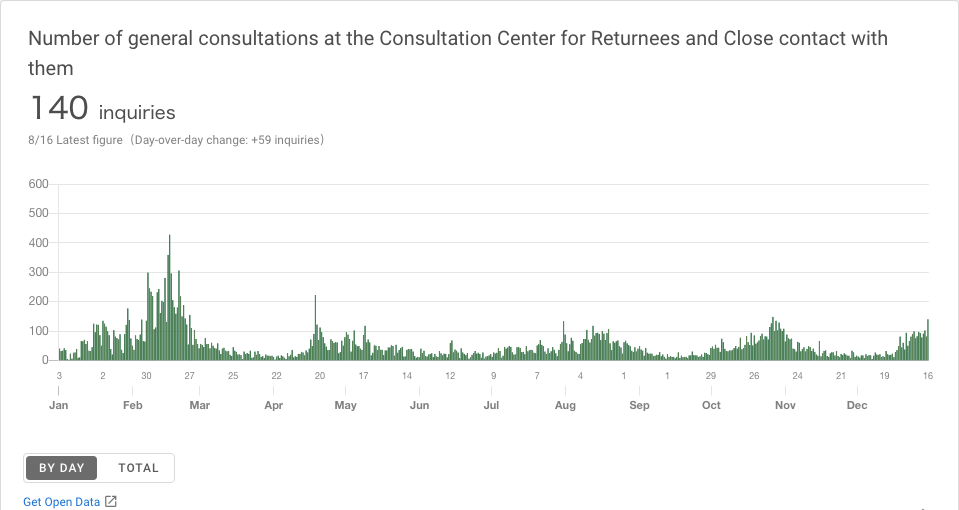 Number of general consultations at the Consultation Center for Returnees and Close contact with
them
140 inquiries
8/16 Latest figure（Day-over-day change: +59 inquiries）
600
500
400
300
200
100
0
3 2 30 27 25 22 20 17 14 12 9 7 4 1 1 29 26 24 21 19 16
Jan Feb Mar Apr May Jun Jul Aug Sep Oct Nov Dec
BY DAY TOTAL
Get Open Data